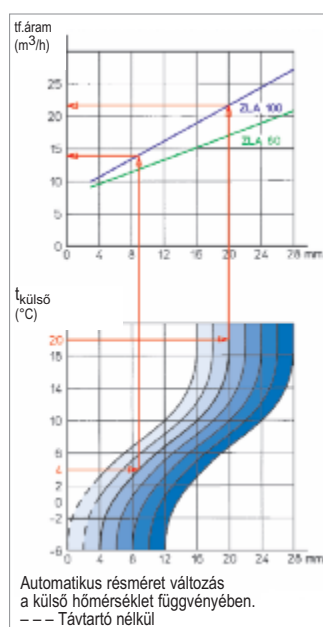 tf.áram
(m³/h)
25
20
15
10
5
0
ZLA 100
ZLA 60
0 4 8 12 16 20 24 28 mm
tkülső
(°C)
20
15
10
6
4
2
0
-2
-6
0 4 8 12 16 20 24 28 mm
Automatikus résméret változás
a külső hőmérséklet függvényében.
– – – Távtartó nélkül